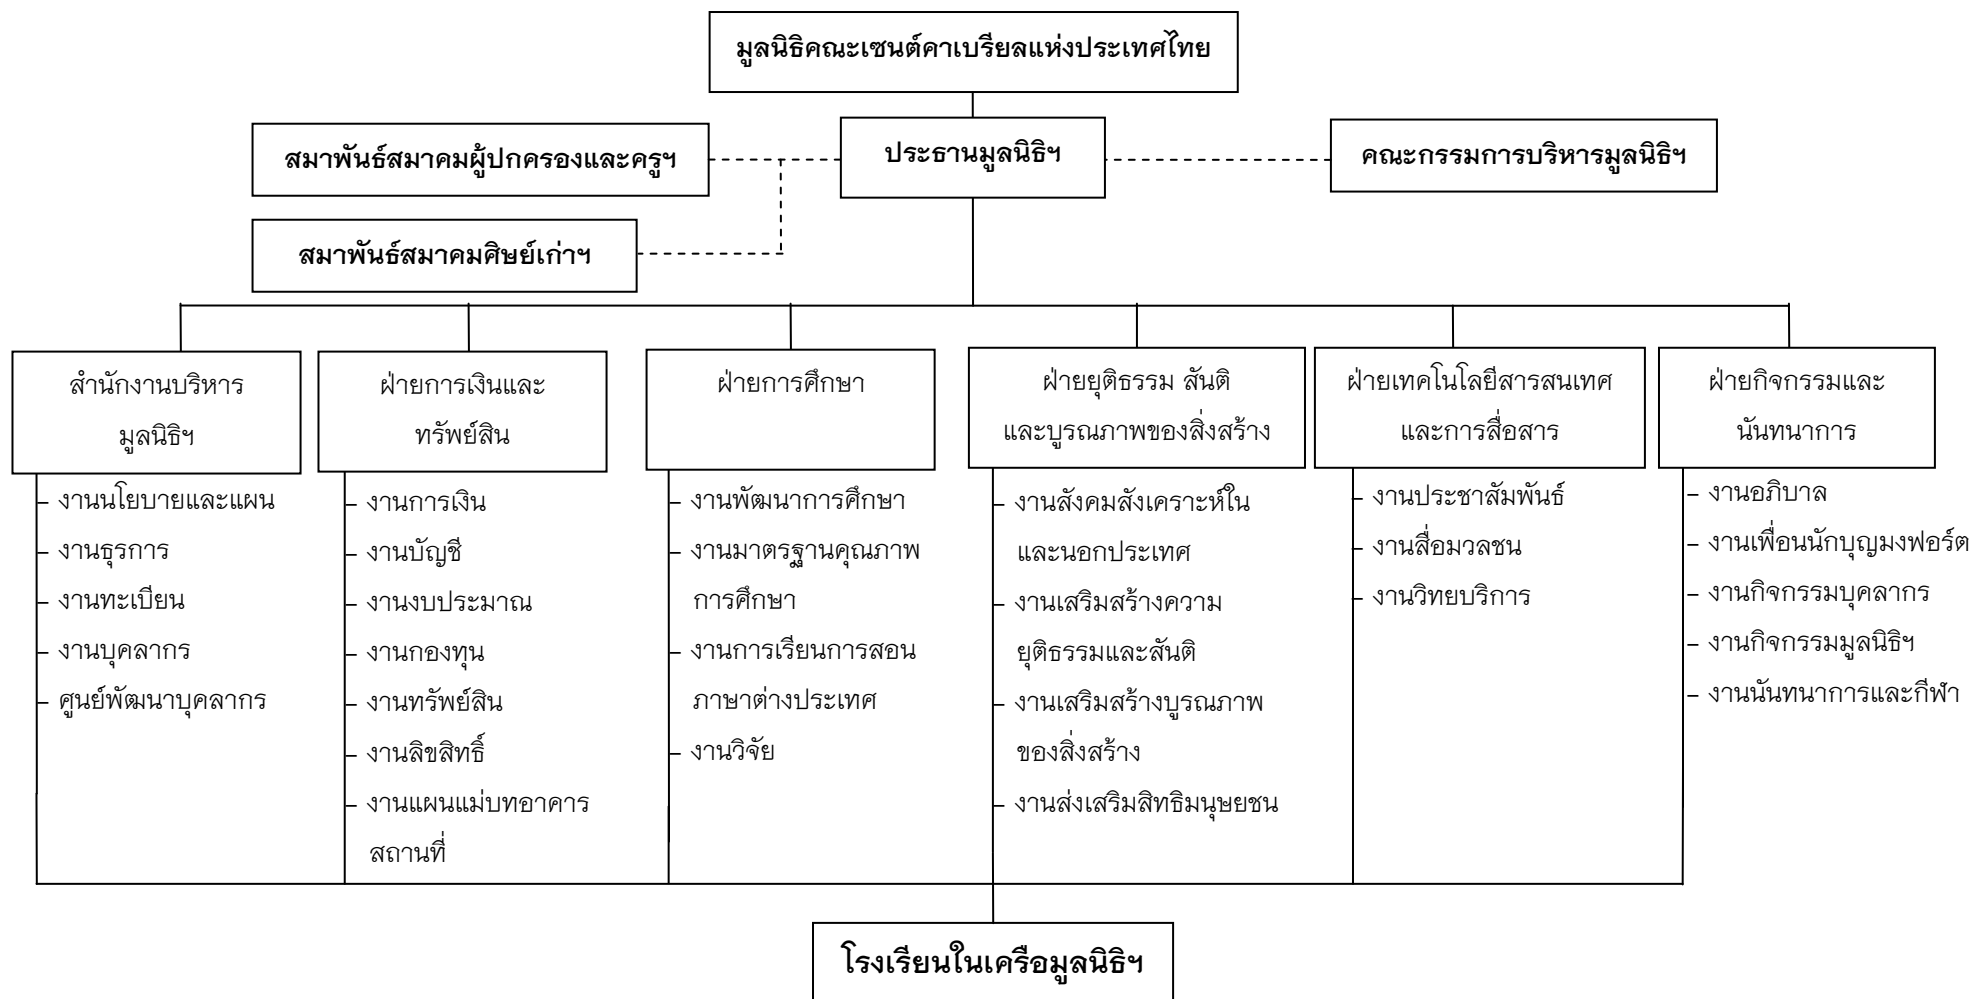 มูลนิธิคณะเซนต์คาเบรียลแห่งประเทศไทย
สมาพันธ์สมาคมผู้ปกครองและครูฯ
ประธานมูลนิธิฯ
คณะกรรมการบริหารมูลนิธิฯ
สมาพันธ์สมาคมศิษย์เก่าฯ
สำนักงานบริหาร
มูลนิธิฯ
– งานนโยบายและแผน
– งานธุรการ
– งานทะเบียน
– งานบุคลากร
– ศูนย์พัฒนาบุคลากร
ฝ่ายการเงินและ
ทรัพย์สิน
– งานการเงิน
– งานบัญชี
– งานงบประมาณ
– งานกองทุน
– งานทรัพย์สิน
– งานลิขสิทธิ์
– งานแผนแม่บทอาคาร
สถานที่
ฝ่ายการศึกษา
– งานพัฒนาการศึกษา
– งานมาตรฐานคุณภาพ
การศึกษา
– งานการเรียนการสอน
ภาษาต่างประเทศ
– งานวิจัย
ฝ่ายยุติธรรม สันติ
และบูรณภาพของสิ่งสร้าง
– งานสังคมสังเคราะห์ใน
และนอกประเทศ
– งานเสริมสร้างความ
ยุติธรรมและสันติ
– งานเสริมสร้างบูรณภาพ
ของสิ่งสร้าง
– งานส่งเสริมสิทธิมนุษยชน
ฝ่ายเทคโนโลยีสารสนเทศ
และการสื่อสาร
– งานประชาสัมพันธ์
– งานสื่อมวลชน
– งานวิทยบริการ
ฝ่ายกิจกรรมและ
นันทนาการ
– งานอภิบาล
– งานเพื่อนนักบุญมงฟอร์ต
– งานกิจกรรมบุคลากร
– งานกิจกรรมมูลนิธิฯ
– งานนันทนาการและกีฬา
โรงเรียนในเครือมูลนิธิฯ